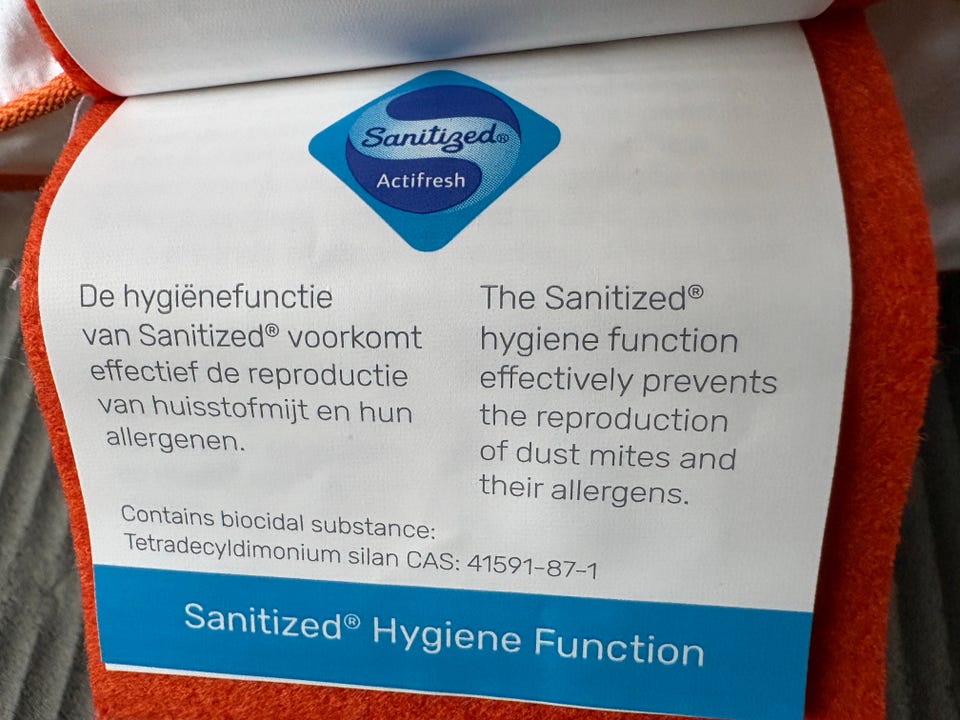 Sanitized®
Actifresh
De hygiënefunctie
van Sanitized® voorkomt
effectief de reproductie
van huisstofmijt en hun
allergenen.
The Sanitized®
hygiene function
effectively prevents
the reproduction
of dust mites and
their allergens.
Contains biocidal substance:
Tetradecyldimonium silan CAS: 41591-87-1
Sanitized® Hygiene Function